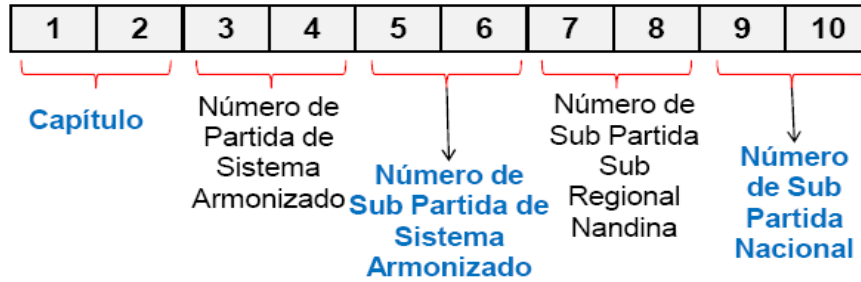 1 2 3 4 5 6 7 8 9 10
Capítulo
Número de
Partida de
Sistema
Armonizado
Número de
Sub Partida de
Sistema
Armonizado
Número de
Sub Partida
Sub
Regional
Nandina
Número
de Sub
Partida
Nacional